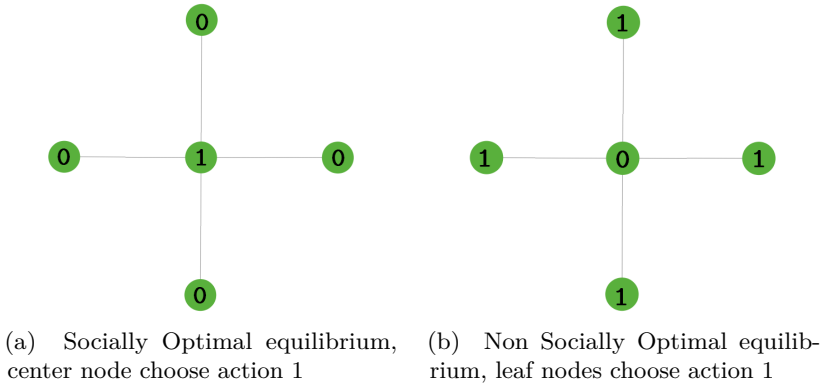 0
0 1 0
0
(a) Socially Optimal equilibrium,
center node choose action 1
1
1 0 1
1
(b) Non Socially Optimal equilib-
rium, leaf nodes choose action 1